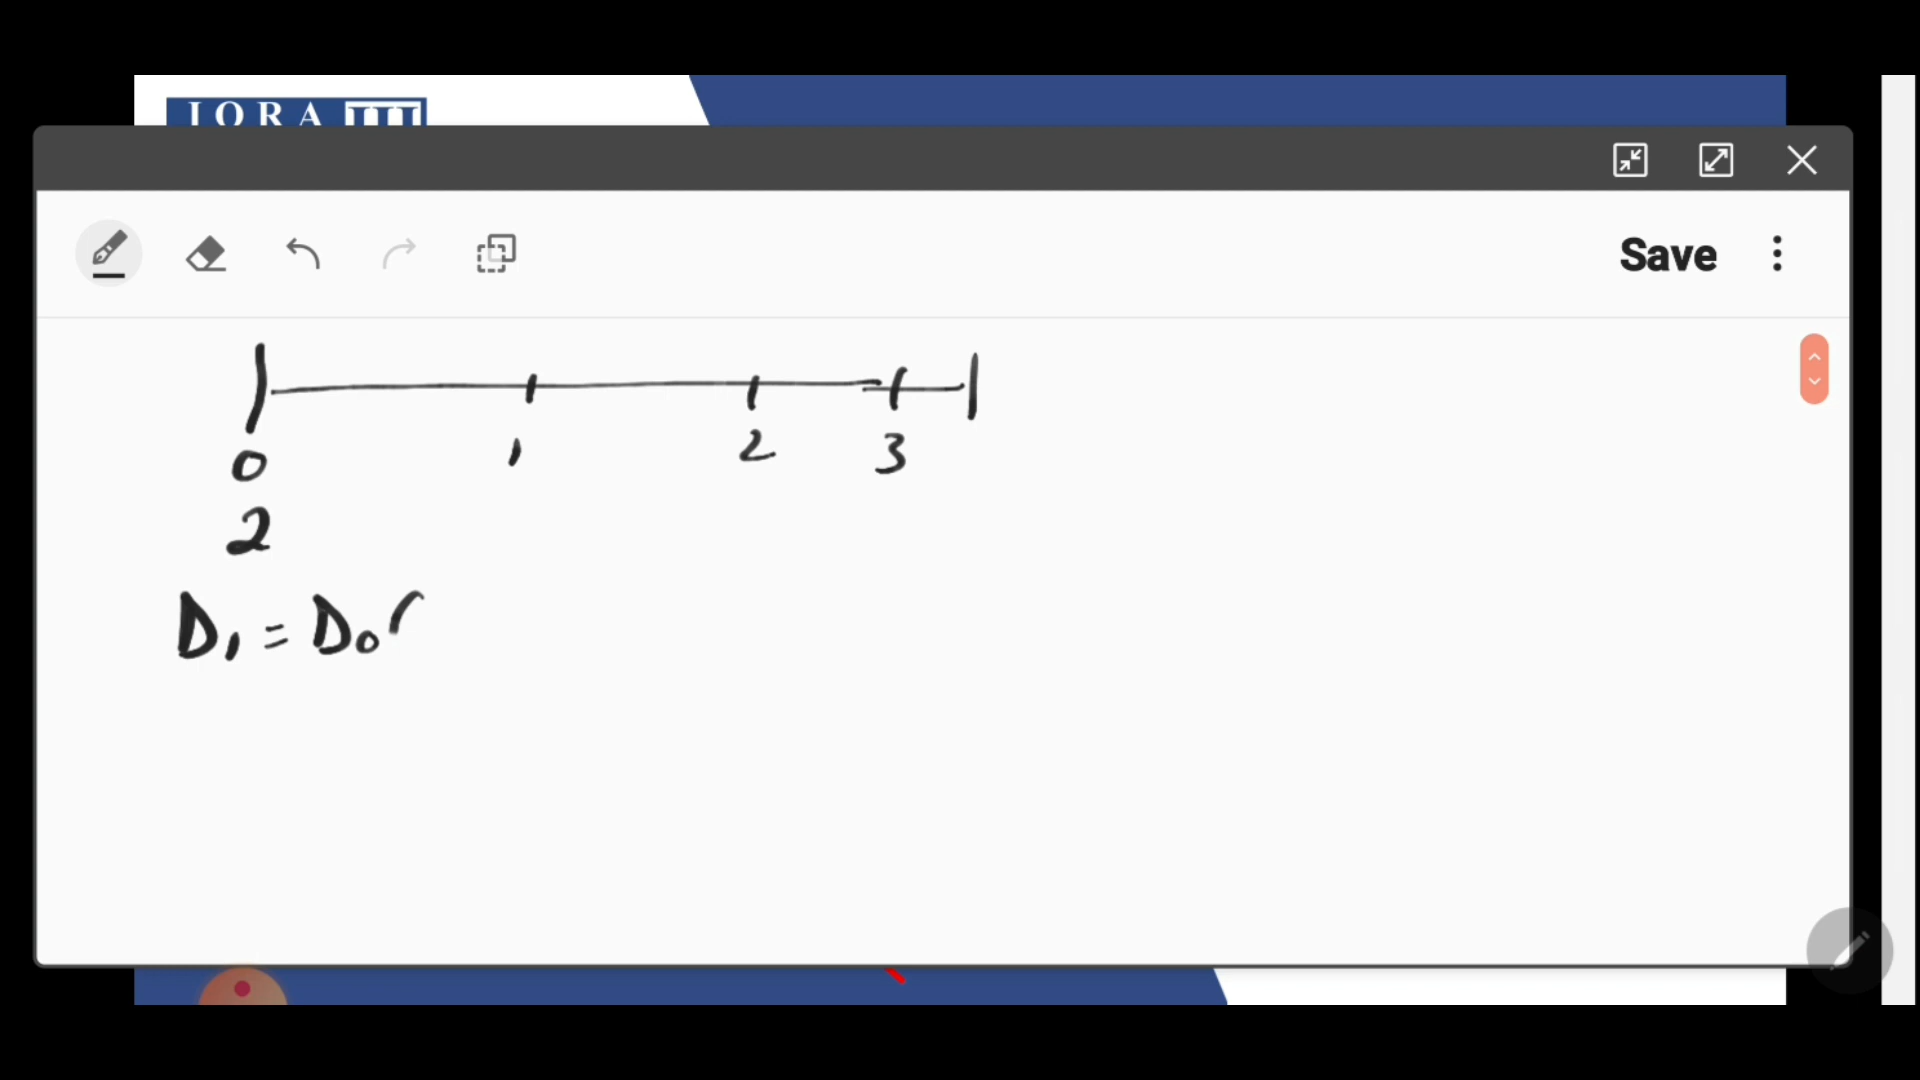 IORA
Save
0 1 2 3
2
D₁ = D₀(